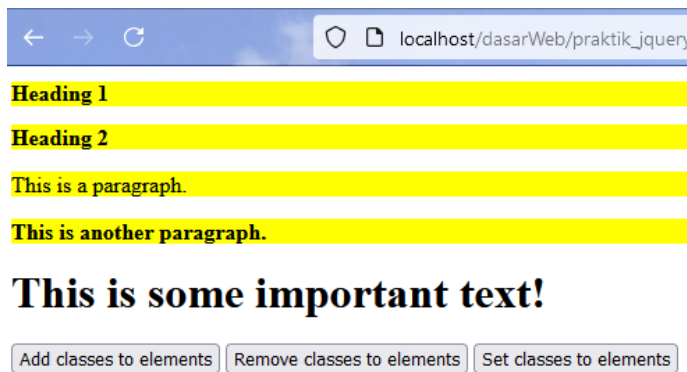 localhost/dasarWeb/praktik_jquery
Heading 1
Heading 2
This is a paragraph.
This is another paragraph.
This is some important text!
Add classes to elements Remove classes to elements Set classes to elements